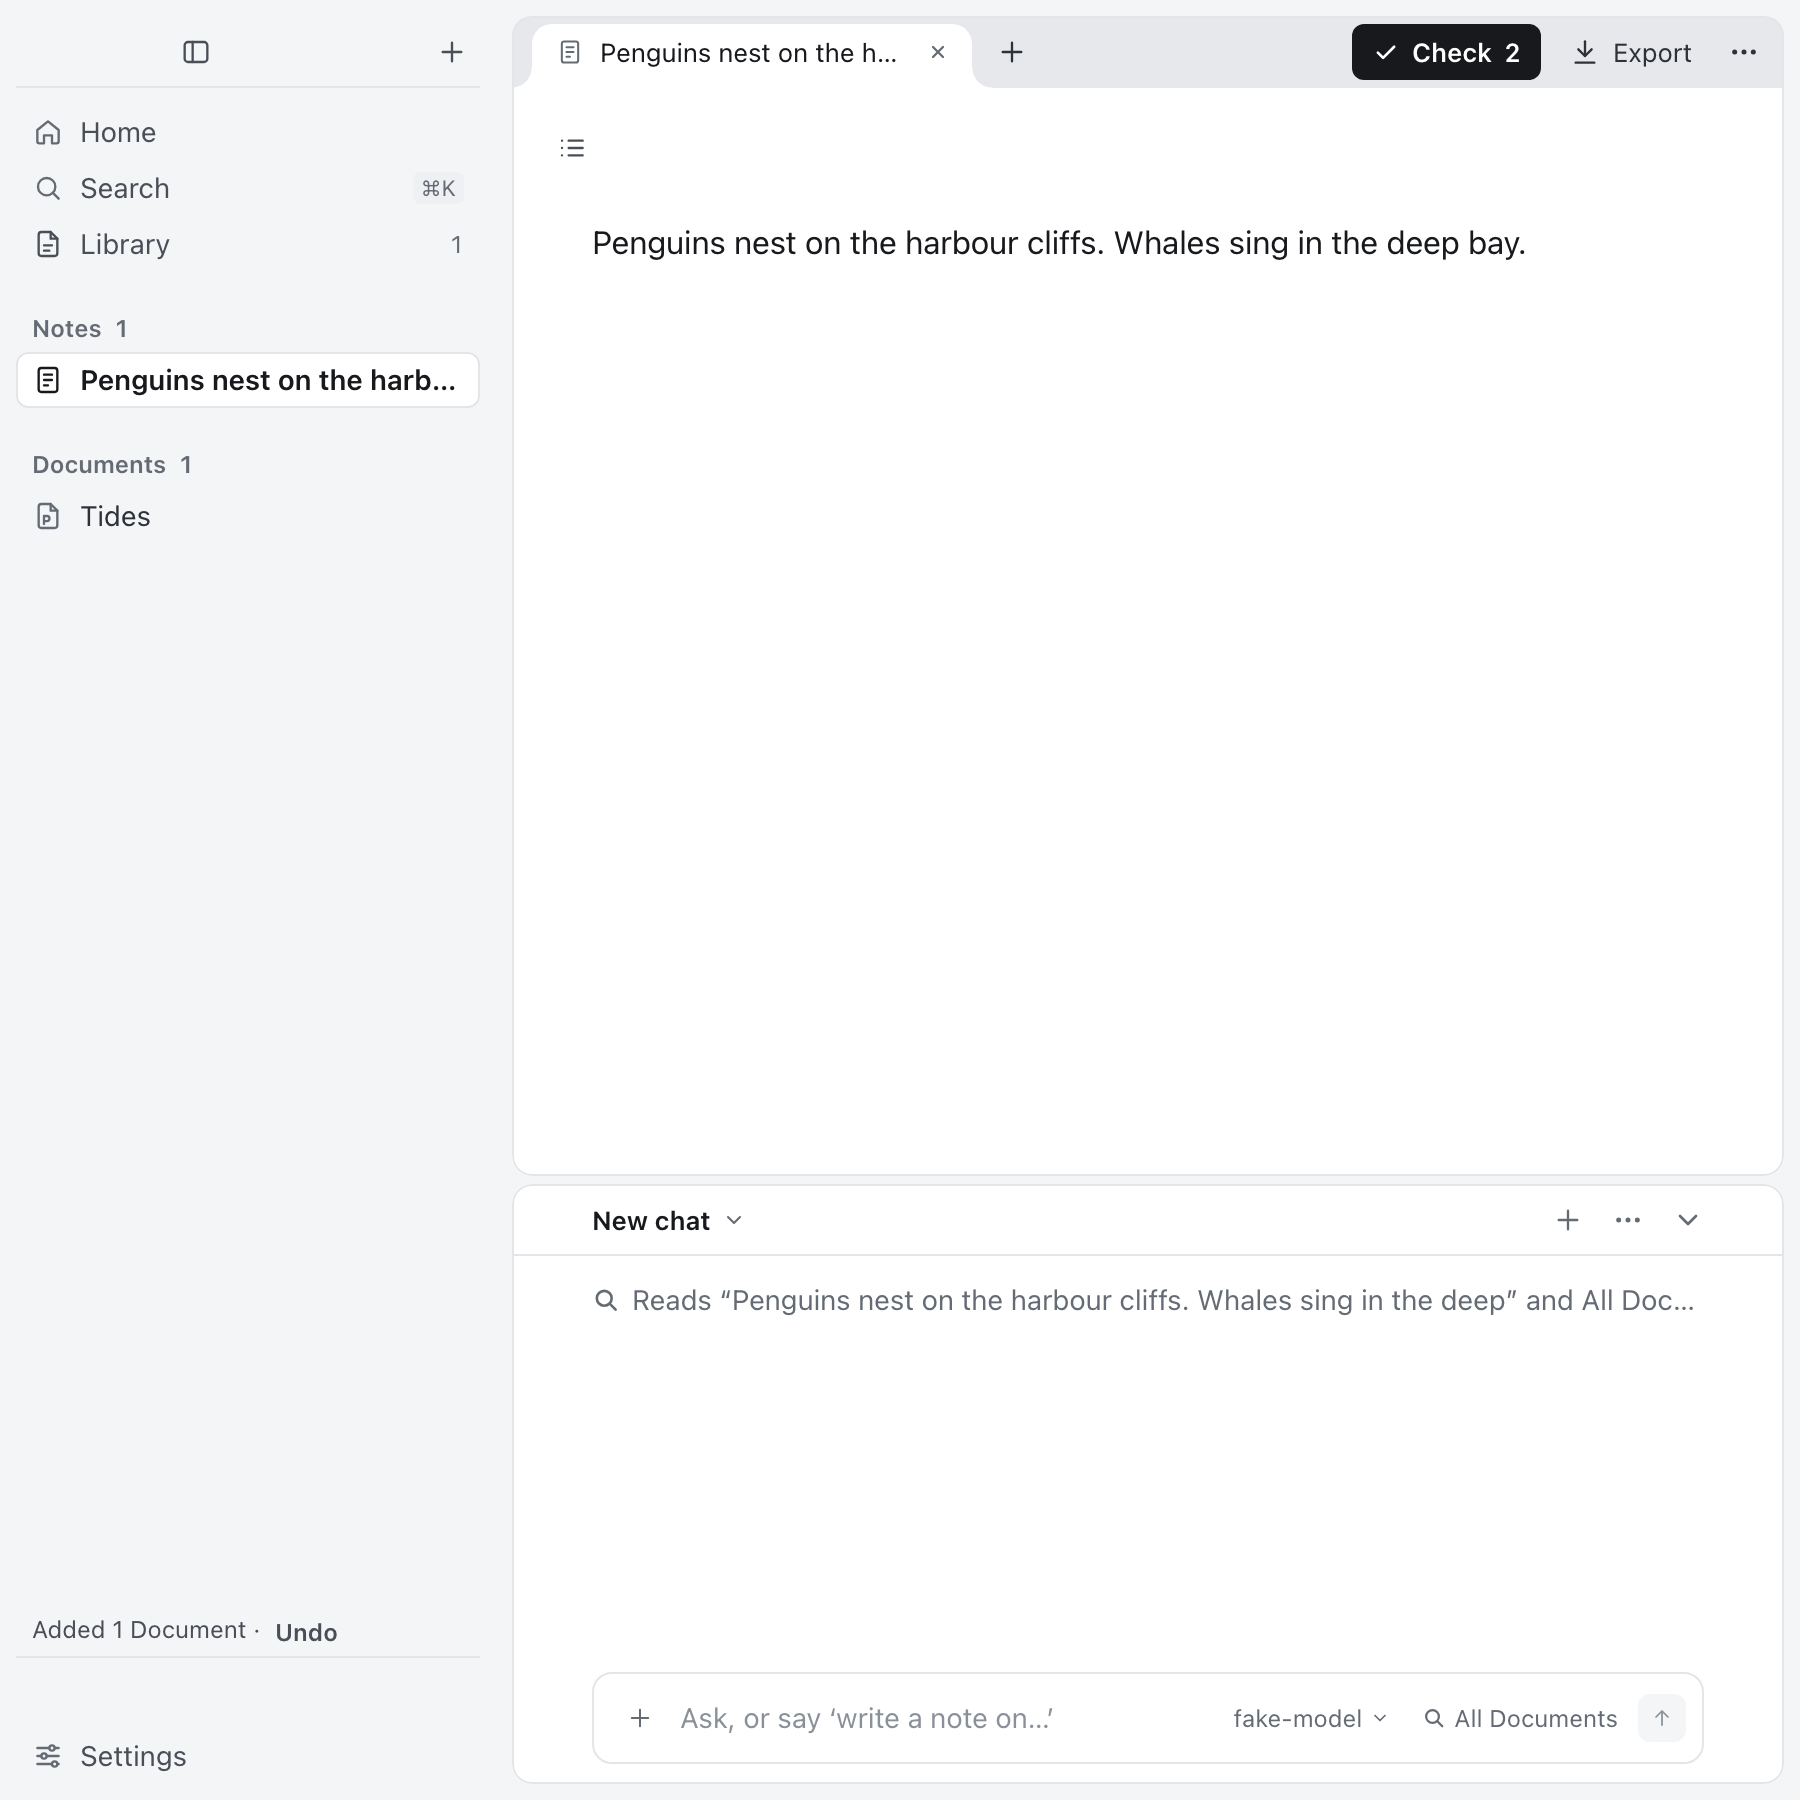 Penguins nest on the h...
Check 2
Export
Home
Search ⌘K
Library 1
Notes 1
Penguins nest on the harb...
Documents 1
Tides
Penguins nest on the harbour cliffs. Whales sing in the deep bay.
New chat
Reads “Penguins nest on the harbour cliffs. Whales sing in the deep” and All Doc...
Added 1 Document · Undo
Ask, or say ‘write a note on...’
fake-model
All Documents
Settings